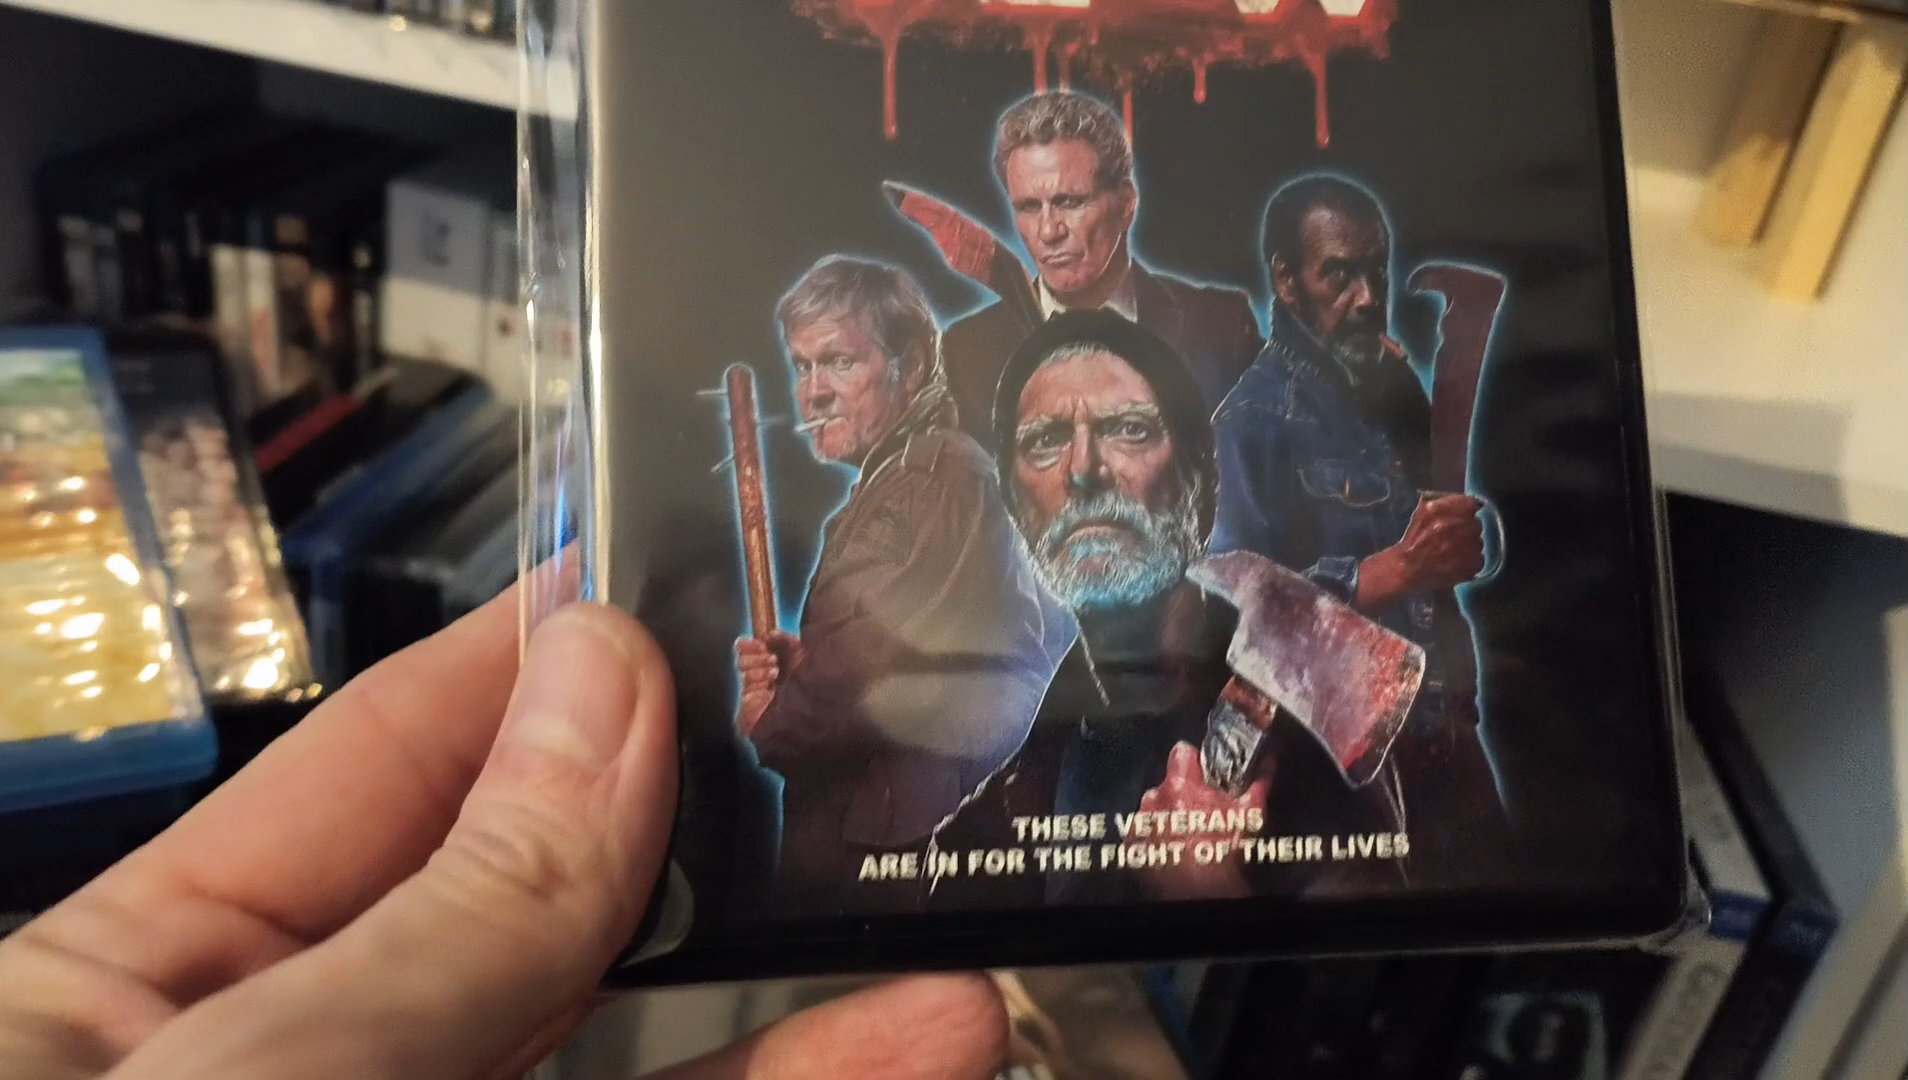 THESE VETERANS
ARE IN FOR THE FIGHT OF THEIR LIVES